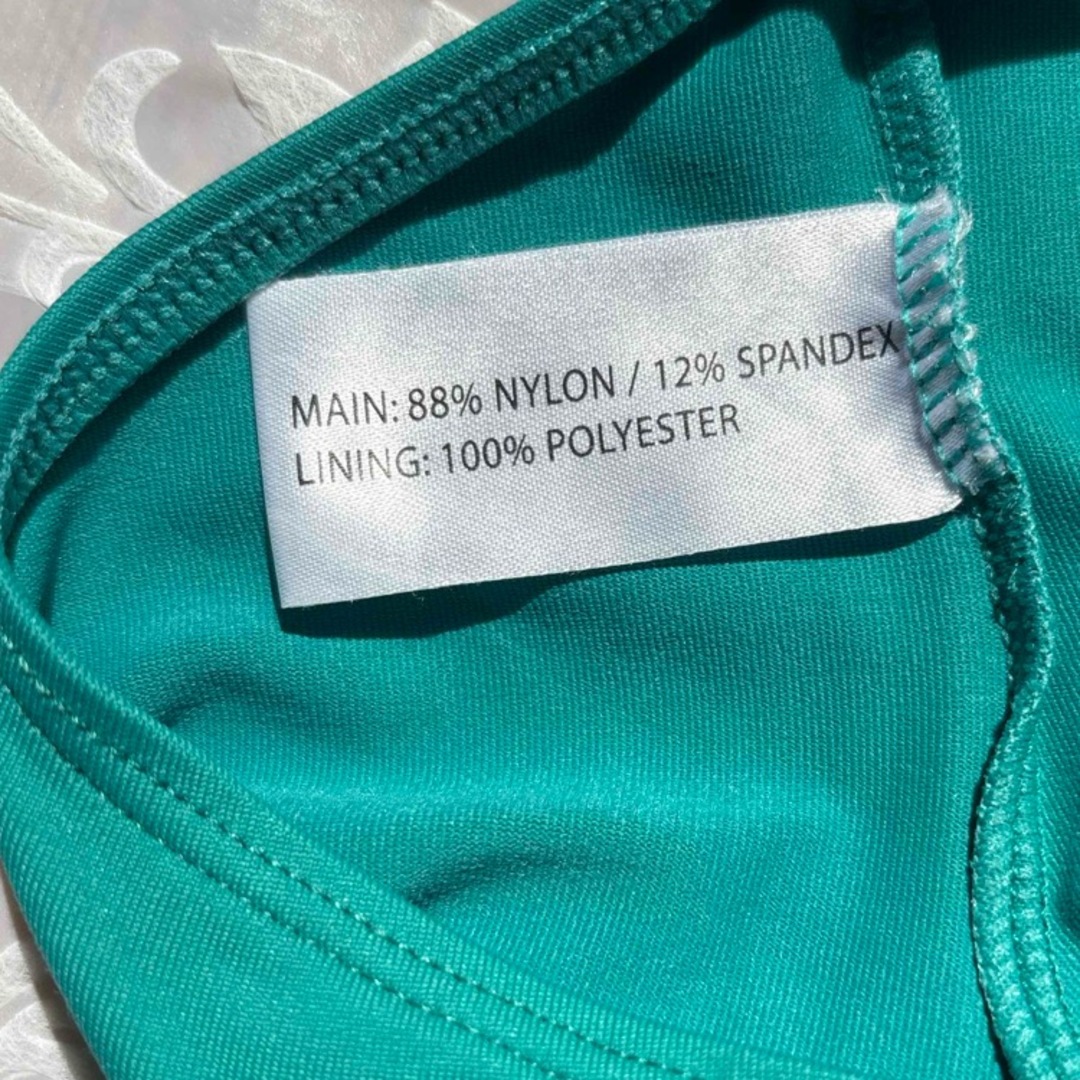 MAIN: 88% NYLON / 12% SPANDEX
LINING: 100% POLYESTER